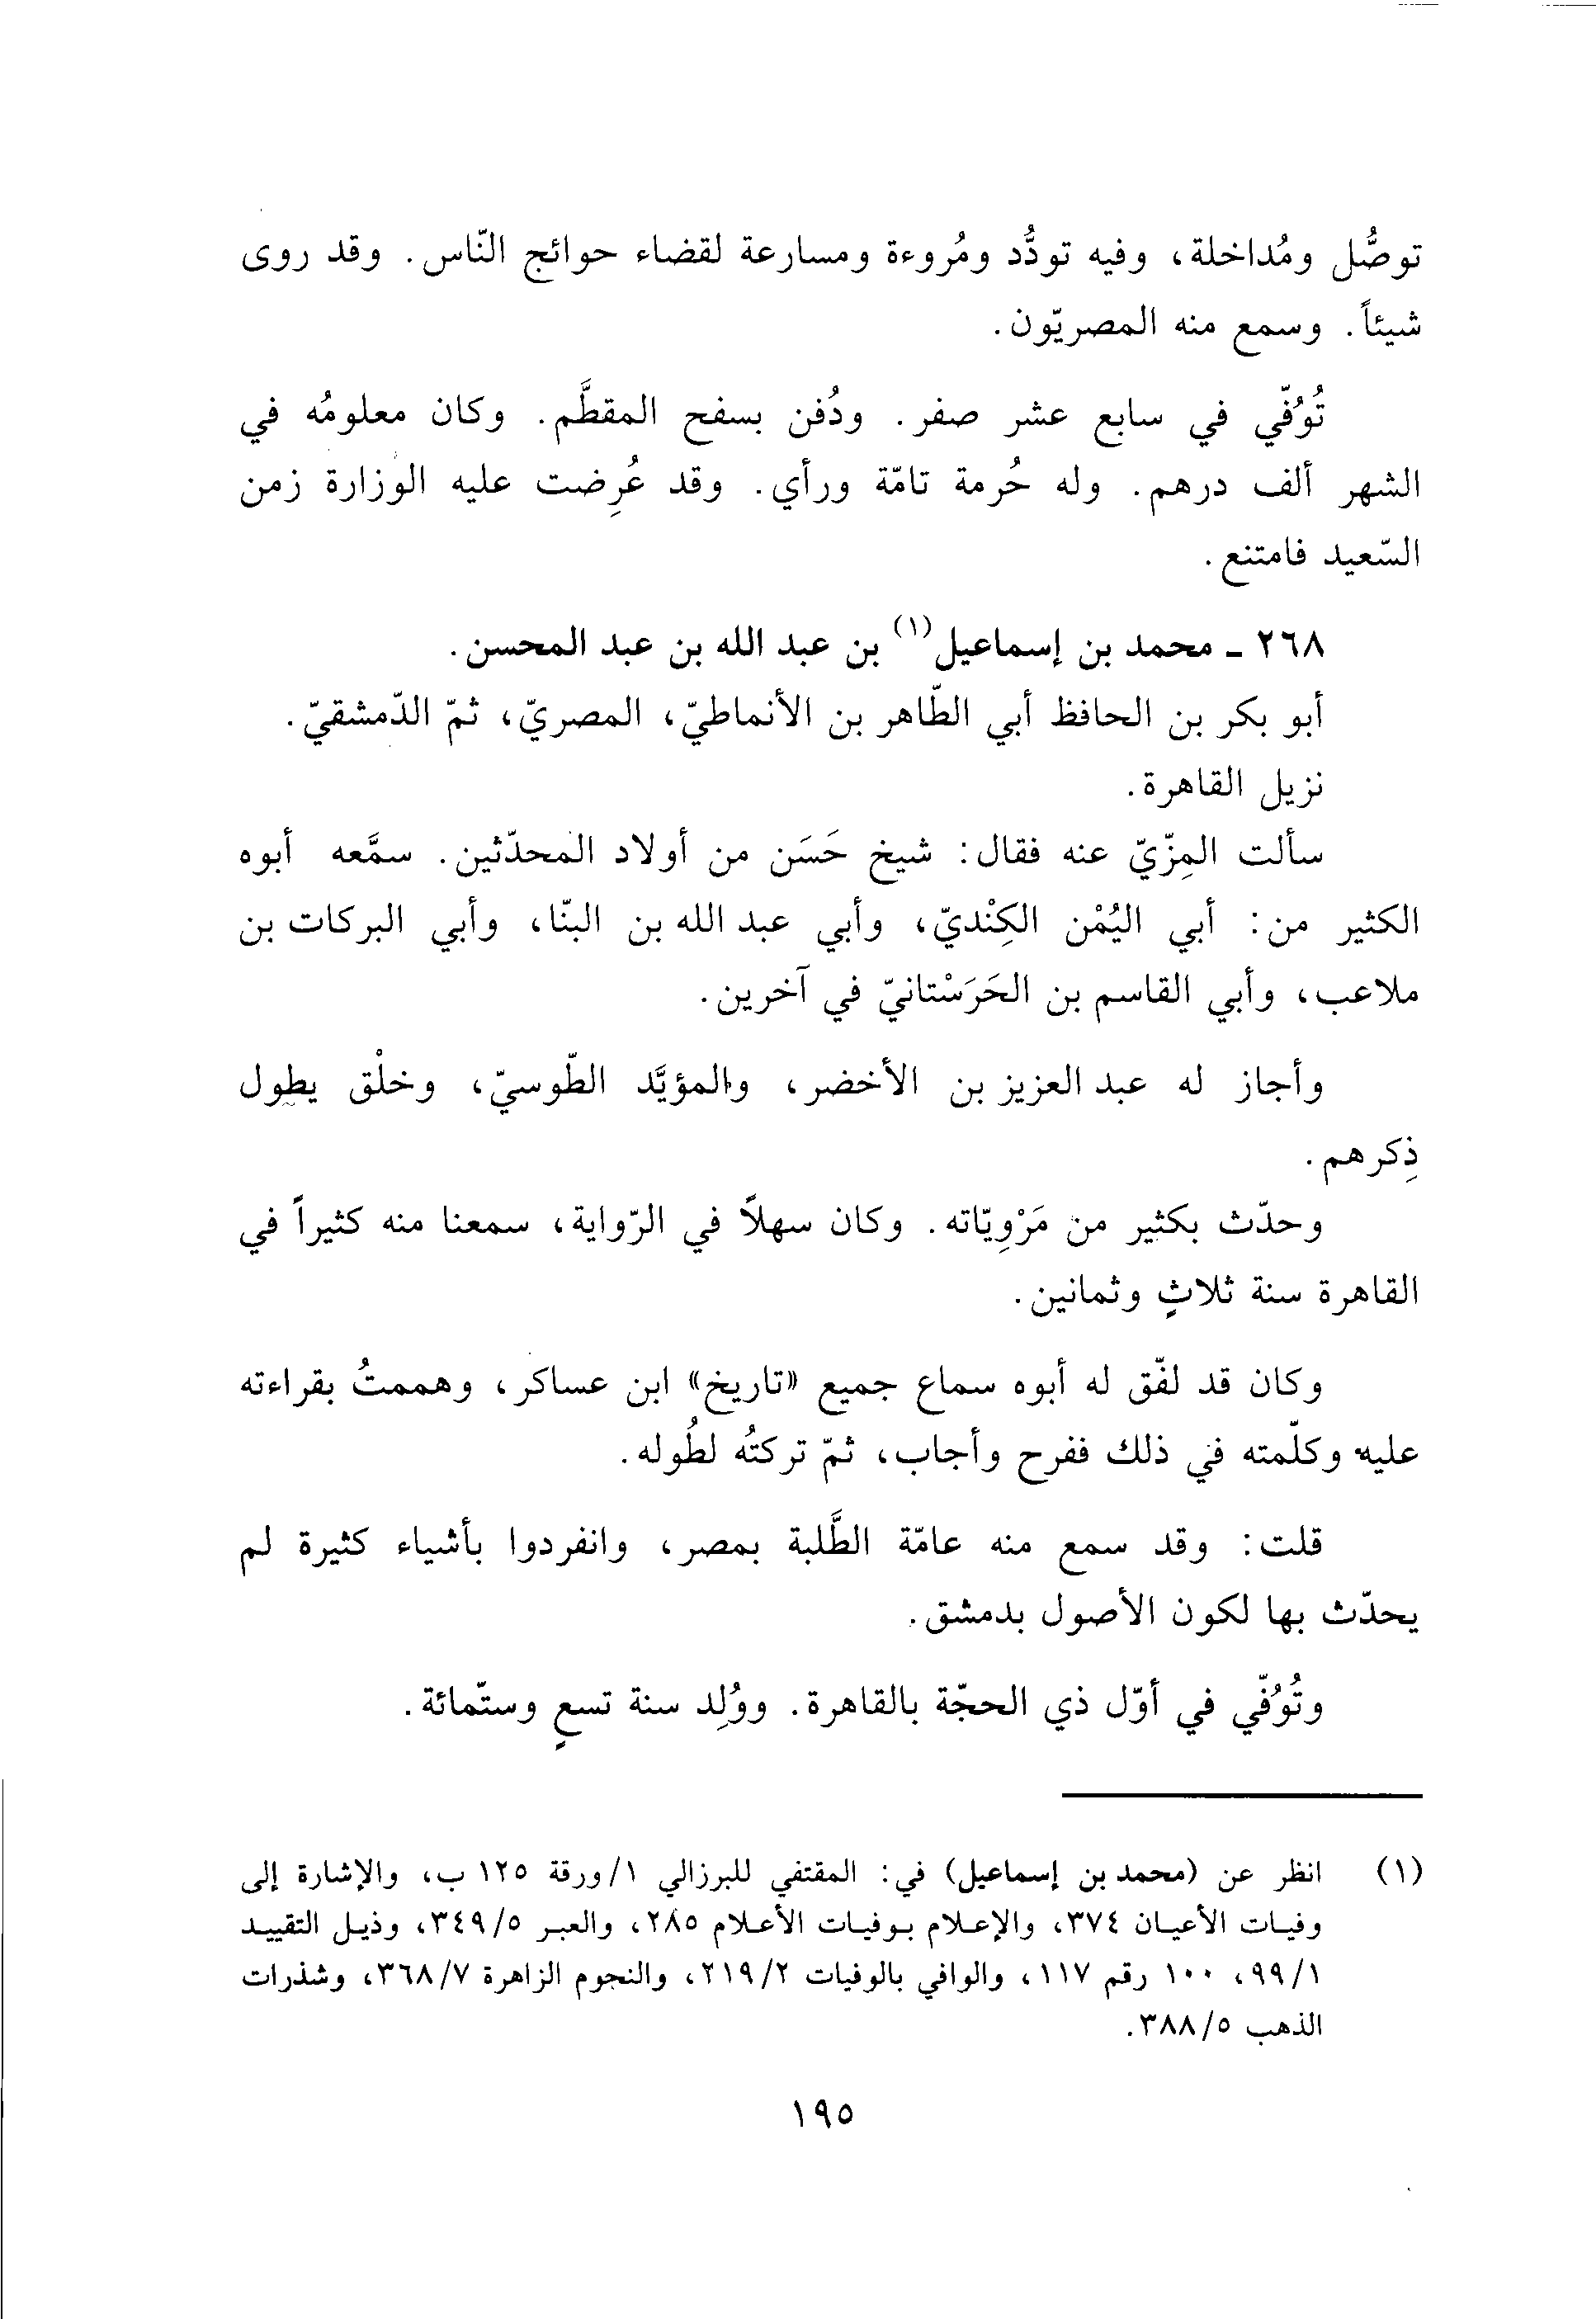 توصُّل ومُداخلة، وفيه تودُّد ومُروءة ومسارعة لقضاء حوائج النّاس. وقد روى
شيئاً. وسمع منه المصريّون.
تُوُفّي في سابع عشر صفر. ودُفن بسفح المقطَّم. وكان معلومُه في
الشهر ألف درهم. وله حُرمة تامّة ورأي. وقد عُرِضت عليه الوزارة زمن
السّعيد فامتنع.
٢٦٨ ـ محمد بن إسماعيل(١) بن عبد الله بن عبد المحسن.
أبو بكر بن الحافظ أبي الطّاهر بن الأنماطيّ، المصريّ، ثمّ الدّمشقيّ.
نزيل القاهرة.
سألت المِزّيّ عنه فقال: شيخ حَسَن من أولاد المحدّثين. سمَّعه أبوه
الكثير من: أبي اليُمْن الكِنْديّ، وأبي عبد الله بن البنّا، وأبي البركات بن
ملاعب، وأبي القاسم بن الحَرَسْتانيّ في آخرين.
وأجاز له عبد العزيز بن الأخضر، والمؤيَّد الطّوسيّ، وخلْق يطول
ذِكرهم.
وحدّث بكثير من مَرْوِيّاته. وكان سهلاً في الرّواية، سمعنا منه كثيراً في
القاهرة سنة ثلاثٍ وثمانين.
وكان قد لفّق له أبوه سماع جميع «تاريخ» ابن عساكر، وهممتُ بقراءته
عليه وكلّمته في ذلك ففرح وأجاب، ثمّ تركتُه لطُوله.
قلت: وقد سمع منه عامّة الطَّلبة بمصر، وانفردوا بأشياء كثيرة لم
يحدّث بها لكون الأصول بدمشق.
وتُوُفّي في أوّل ذي الحجّة بالقاهرة. ووُلِد سنة تسعٍ وستّمائة.
(١) انظر عن (محمد بن إسماعيل) في: المقتفي للبرزالي ١/ورقة ١٢٥ ب، والإشارة إلى
وفيات الأعيان ٣٧٤، والإعلام بوفيات الأعلام ٢٨٥، والعبر ٣٤٩/٥، وذيل التقييد
٩٩/١، ١٠٠ رقم ١١٧، والوافي بالوفيات ٢١٩/٢، والنجوم الزاهرة ٣٦٨/٧، وشذرات
الذهب ٣٨٨/٥.
١٩٥